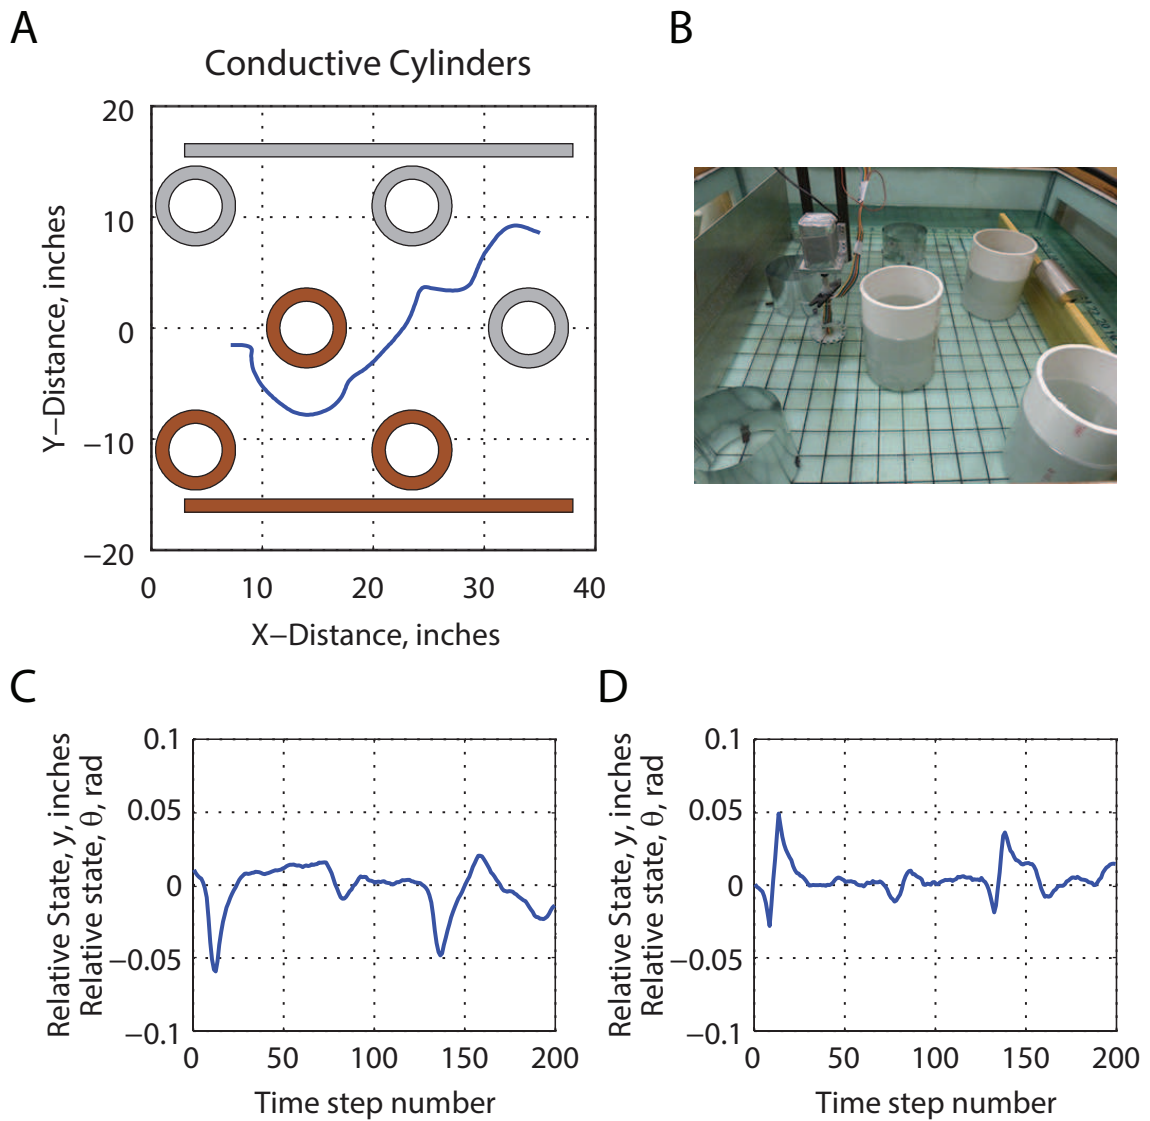 A
B
Conductive Cylinders
20
10
0
−10
−20
Y−Distance, inches
0
10
20
30
40
X−Distance, inches
C
D
Relative State, y, inches
Relative state, θ, rad
0.1
0.05
0
−0.05
−0.1
0
50
100
150
200
Time step number
Relative State, y, inches
Relative state, θ, rad
0.1
0.05
0
−0.05
−0.1
0
50
100
150
200
Time step number